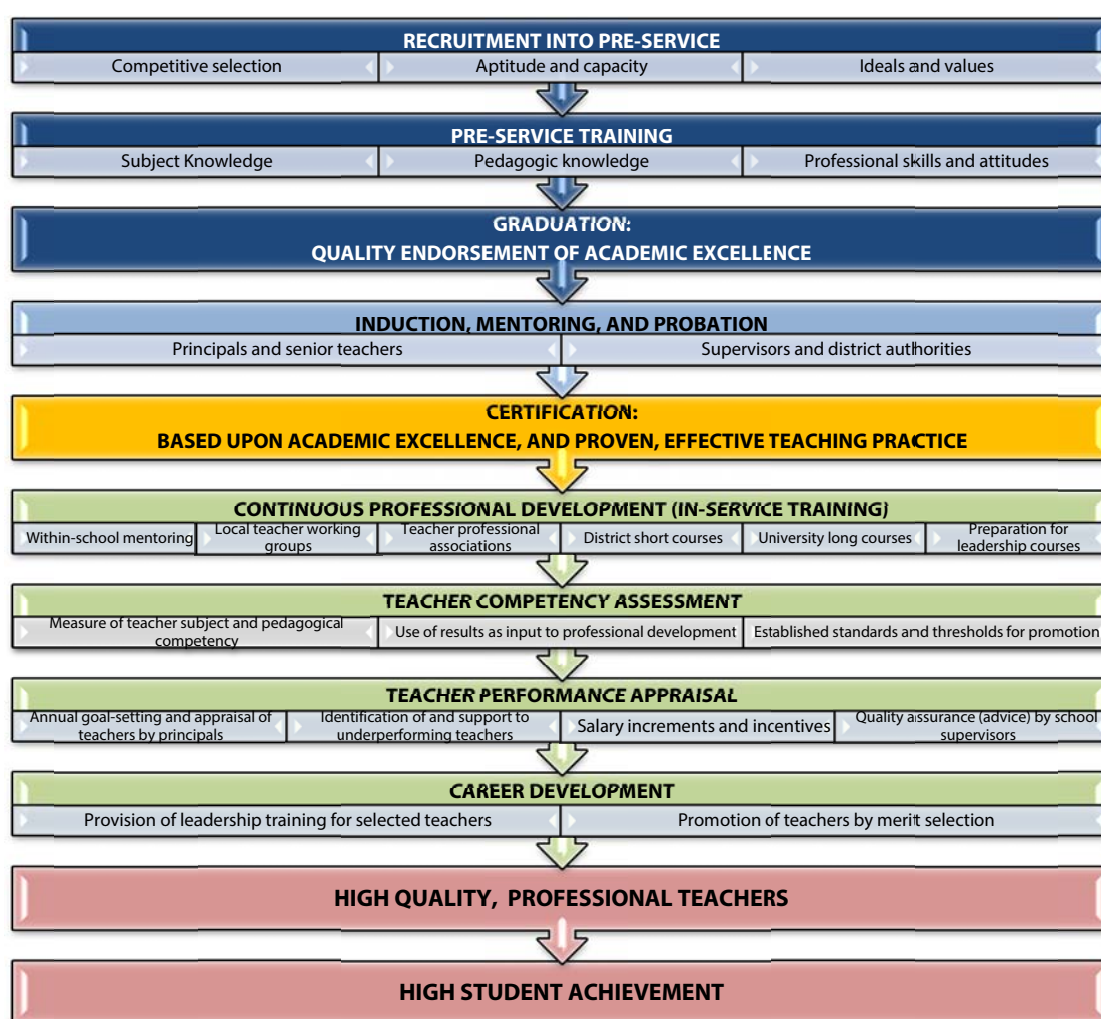 RECRUITMENT INTO PRE-SERVICE
Competitive selection
Aptitude and capacity
Ideals and values
PRE-SERVICE TRAINING
Subject Knowledge
Pedagogic knowledge
Professional skills and attitudes
GRADUATION:
QUALITY ENDORSEMENT OF ACADEMIC EXCELLENCE
INDUCTION, MENTORING, AND PROBATION
Principals and senior teachers
Supervisors and district authorities
CERTIFICATION:
BASED UPON ACADEMIC EXCELLENCE, AND PROVEN, EFFECTIVE TEACHING PRACTICE
CONTINUOUS PROFESSIONAL DEVELOPMENT (IN-SERVICE TRAINING)
Within-school mentoring
Local teacher working
groups
Teacher professional
associations
District short courses
University long courses
Preparation for
leadership courses
TEACHER COMPETENCY ASSESSMENT
Measure of teacher subject and pedagogical
competency
Use of results as input to professional development
Established standards and thresholds for promotion
TEACHER PERFORMANCE APPRAISAL
Annual goal-setting and appraisal of
teachers by principals
Identification of and support to
underperforming teachers
Salary increments and incentives
Quality assurance (advice) by school
supervisors
CAREER DEVELOPMENT
Provision of leadership training for selected teachers
Promotion of teachers by merit selection
HIGH QUALITY, PROFESSIONAL TEACHERS
HIGH STUDENT ACHIEVEMENT